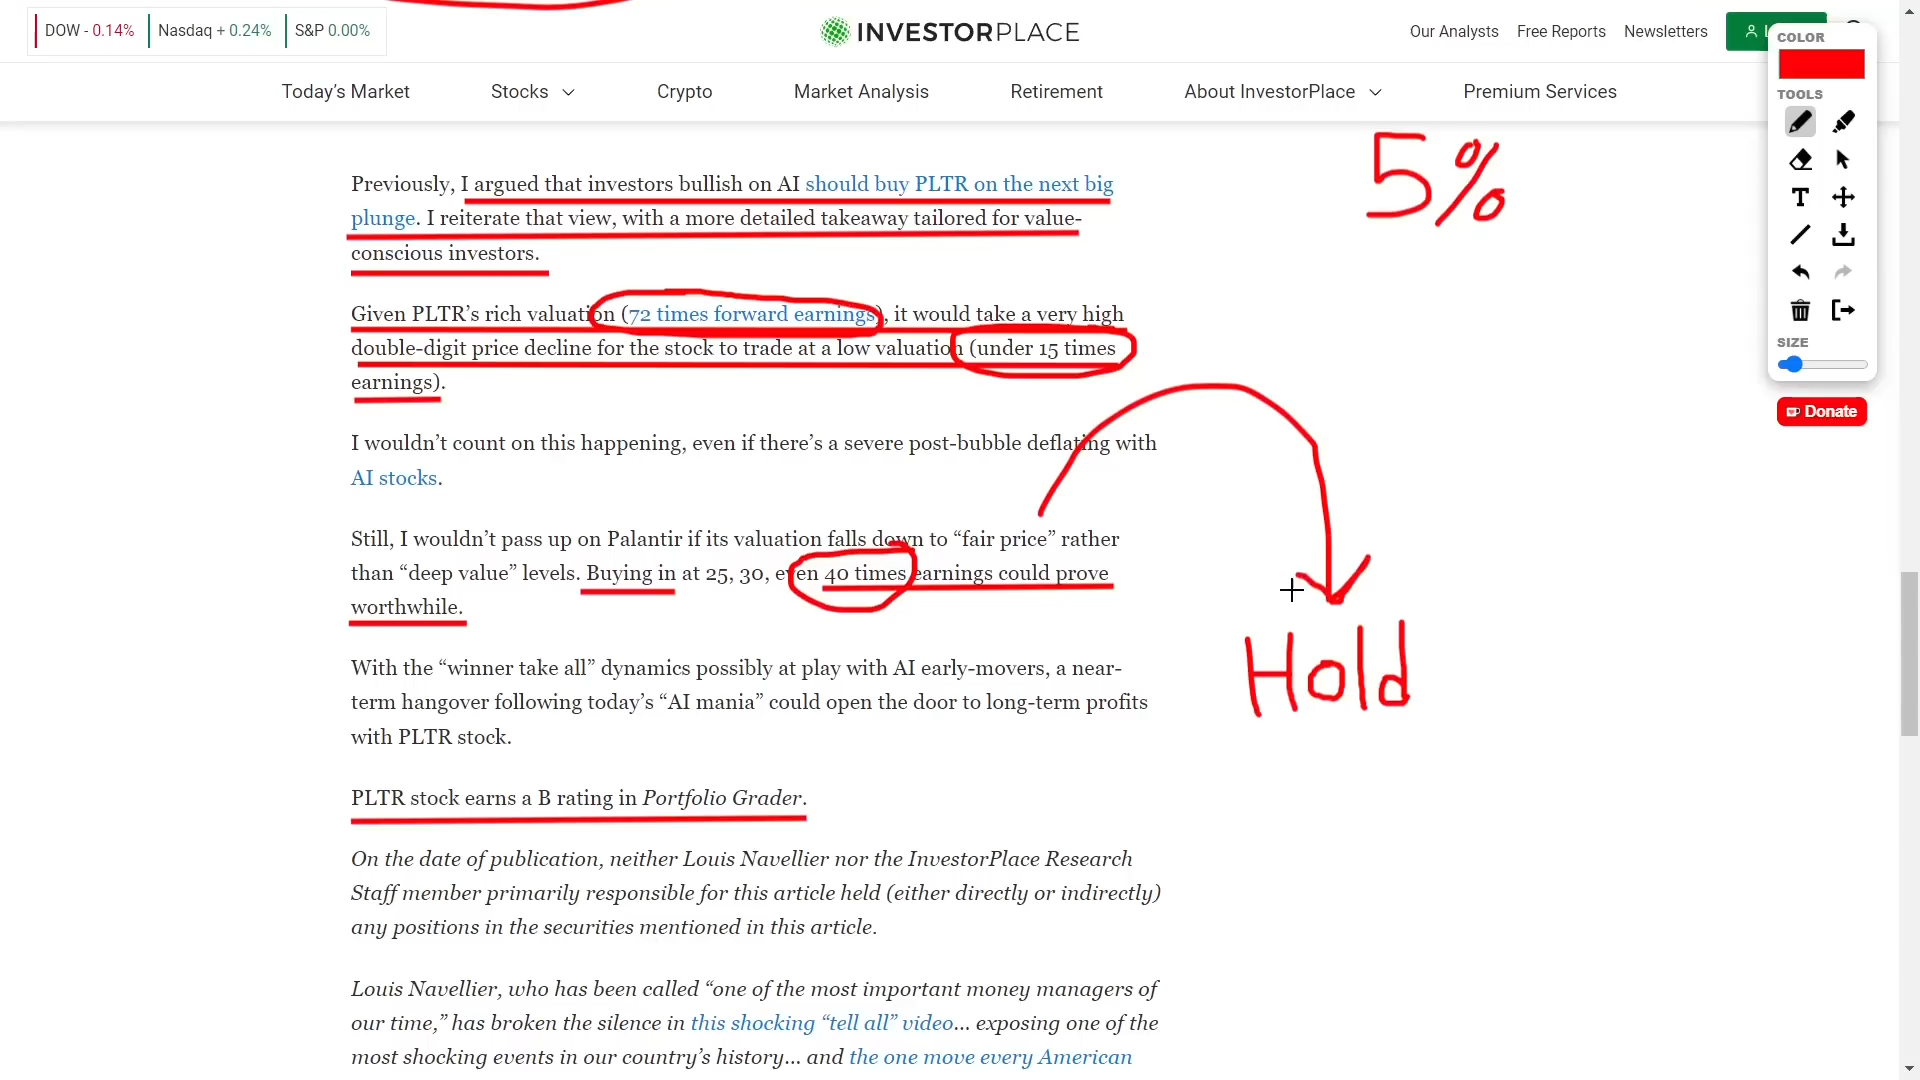 DOW - 0.14%
Nasdaq + 0.24%
S&P 0.00%
INVESTORPLACE
Our Analysts
Free Reports
Newsletters
COLOR
TOOLS
SIZE
Donate
Today’s Market
Stocks
Crypto
Market Analysis
Retirement
About InvestorPlace
Premium Services
5%
Previously, I argued that investors bullish on AI should buy PLTR on the next big
plunge. I reiterate that view, with a more detailed takeaway tailored for value-
conscious investors.
Given PLTR’s rich valuation (72 times forward earnings), it would take a very high
double-digit price decline for the stock to trade at a low valuation (under 15 times
earnings).
I wouldn’t count on this happening, even if there’s a severe post-bubble deflating with
AI stocks.
Still, I wouldn’t pass up on Palantir if its valuation falls down to “fair price” rather
than “deep value” levels. Buying in at 25, 30, even 40 times earnings could prove
worthwhile.
Hold
With the “winner take all” dynamics possibly at play with AI early-movers, a near-
term hangover following today’s “AI mania” could open the door to long-term profits
with PLTR stock.
PLTR stock earns a B rating in Portfolio Grader.
On the date of publication, neither Louis Navellier nor the InvestorPlace Research
Staff member primarily responsible for this article held (either directly or indirectly)
any positions in the securities mentioned in this article.
Louis Navellier, who has been called “one of the most important money managers of
our time,” has broken the silence in this shocking “tell all” video… exposing one of the
most shocking events in our country’s history… and the one move every American